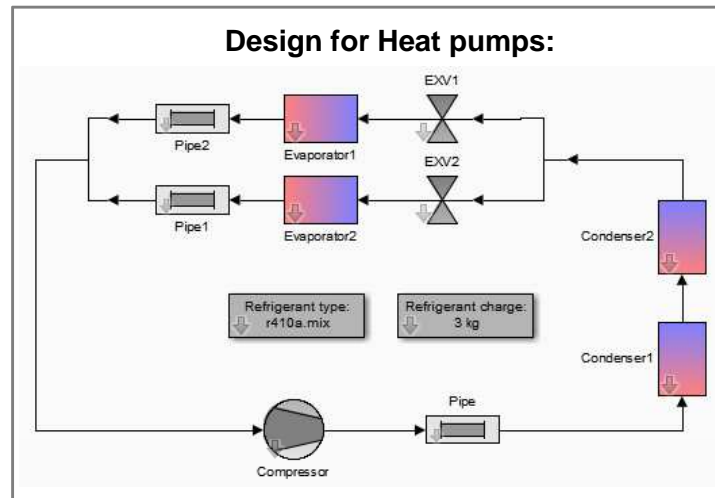 Design for Heat pumps:
EXV1
Pipe2
Evaporator1
EXV2
Pipe1
Evaporator2
Condenser2
Refrigerant type:
r410a.mix
Refrigerant charge:
3 kg
Condenser1
Pipe
Compressor